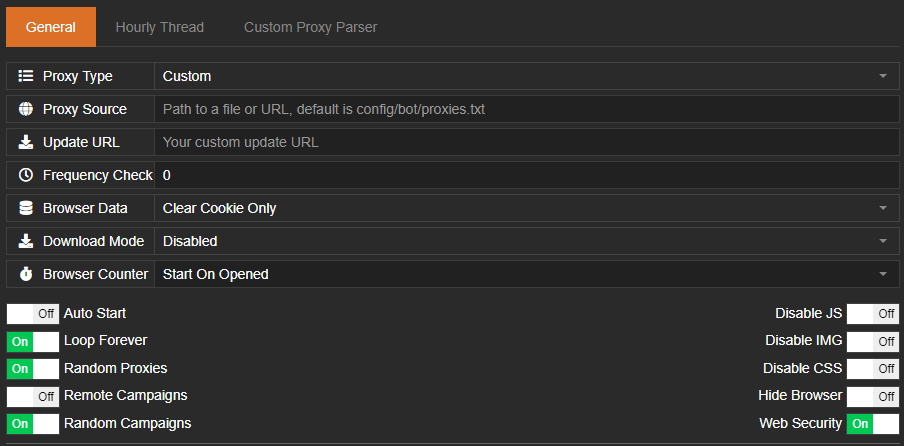 General Hourly Thread Custom Proxy Parser
Proxy Type Custom
Proxy Source Path to a file or URL, default is config/bot/proxies.txt
Update URL Your custom update URL
Frequency Check 0
Browser Data Clear Cookie Only
Download Mode Disabled
Browser Counter Start On Opened
Off Auto Start Disable JS Off
On Loop Forever Disable IMG Off
On Random Proxies Disable CSS Off
Off Remote Campaigns Hide Browser Off
On Random Campaigns Web Security On